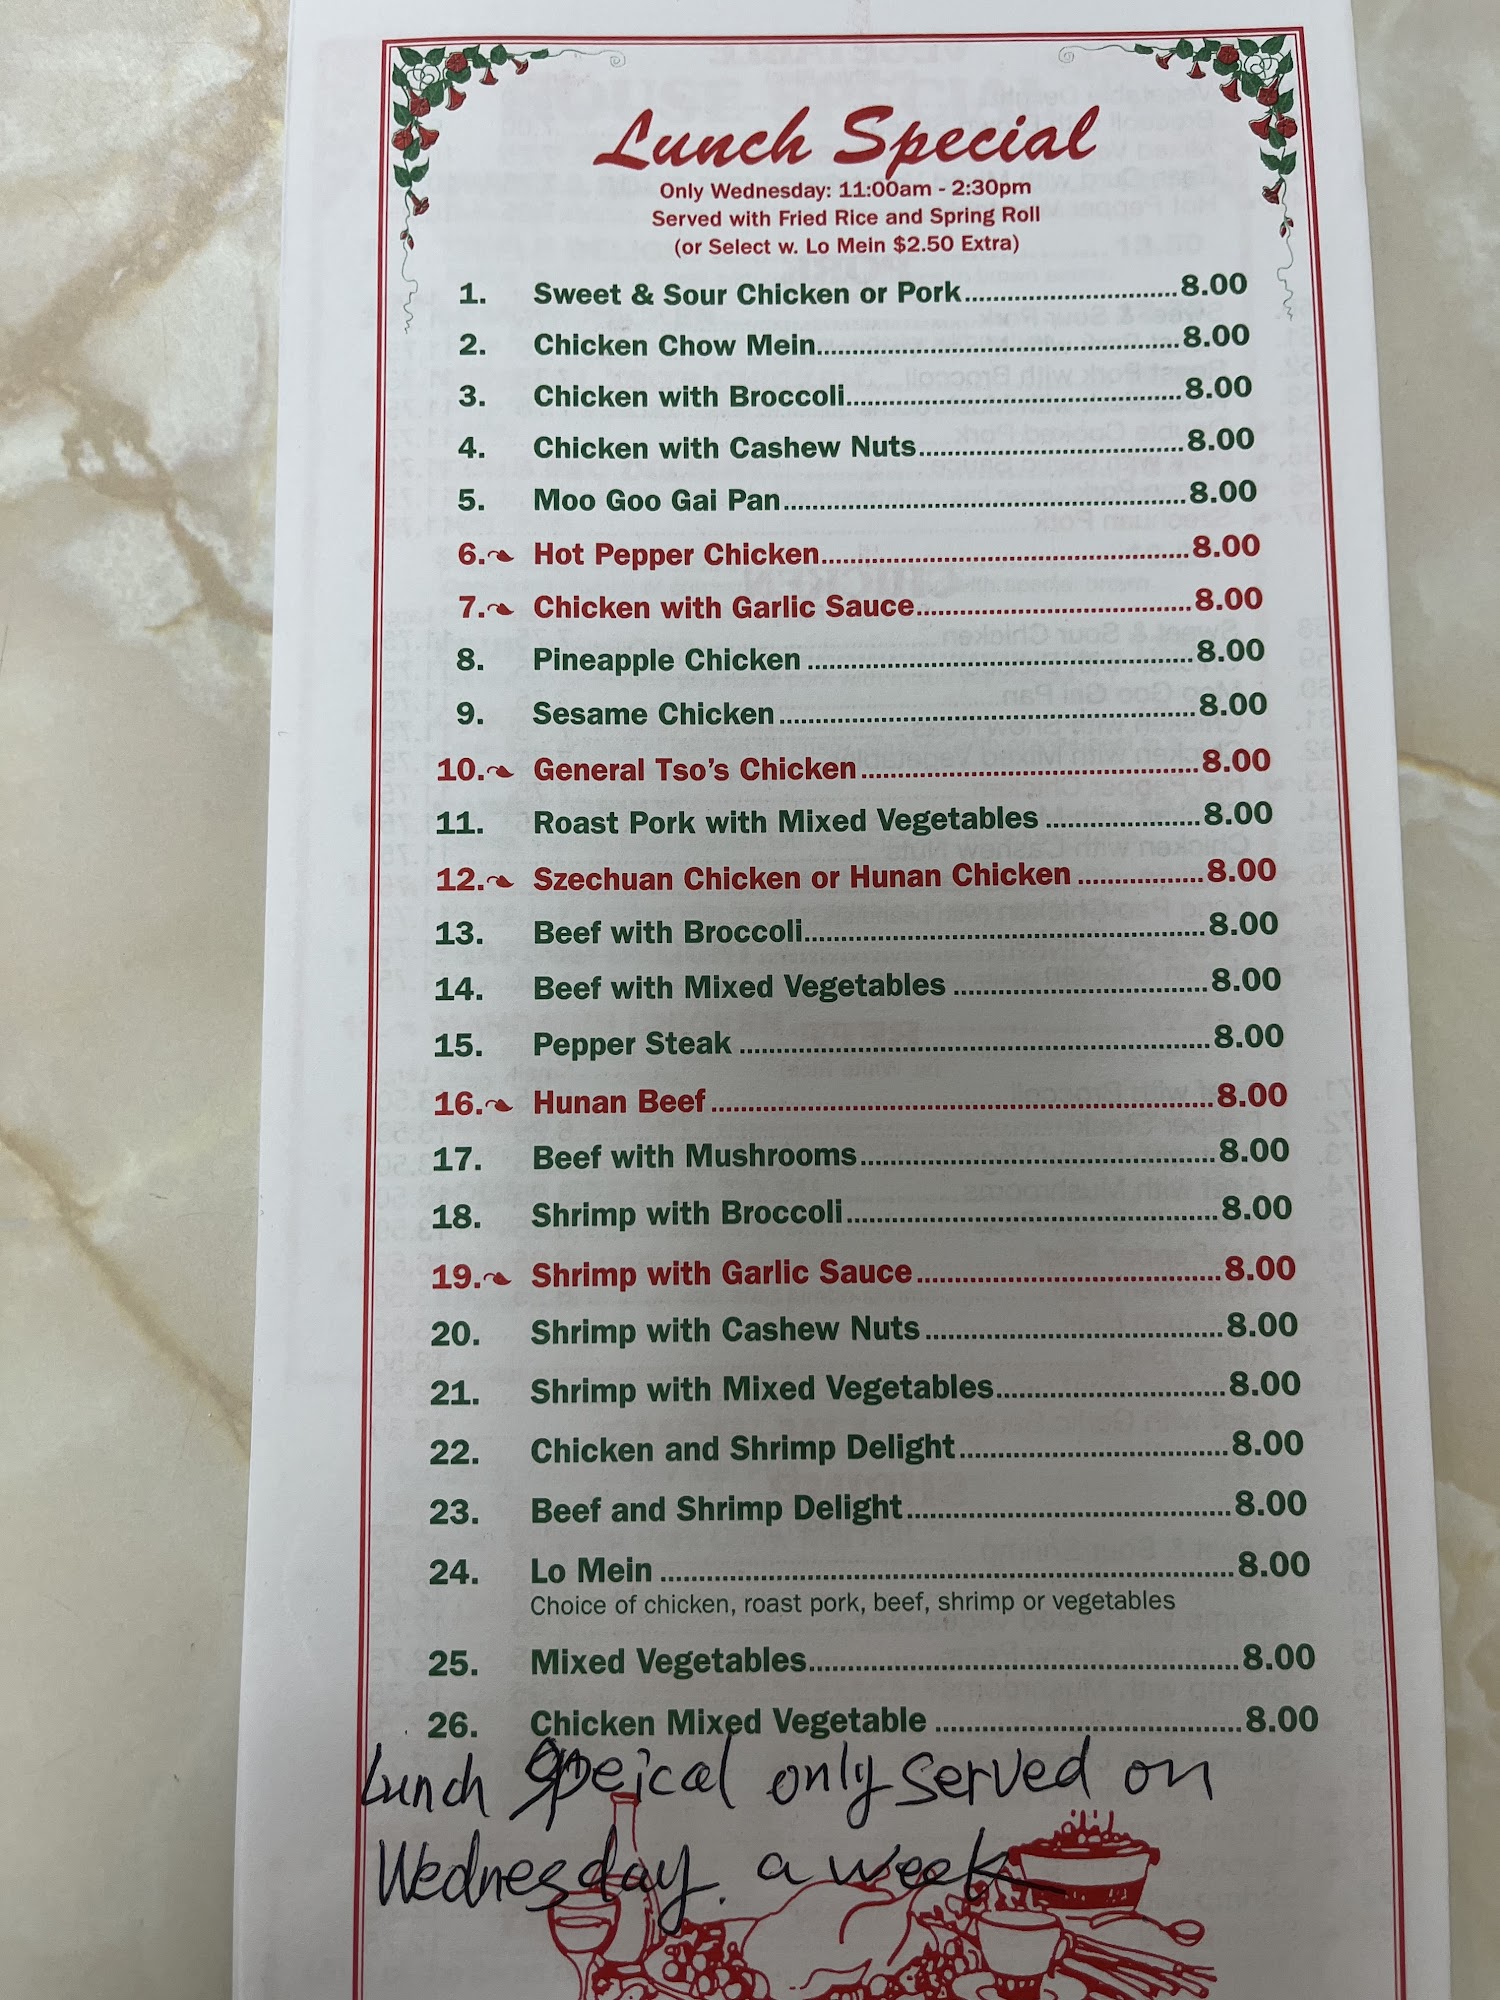 Lunch Special
Only Wednesday: 11:00am - 2:30pm
Served with Fried Rice and Spring Roll
(or Select w. Lo Mein $2.50 Extra)
1. Sweet & Sour Chicken or Pork 8.00
2. Chicken Chow Mein 8.00
3. Chicken with Broccoli 8.00
4. Chicken with Cashew Nuts 8.00
5. Moo Goo Gai Pan 8.00
6. Hot Pepper Chicken 8.00
7. Chicken with Garlic Sauce 8.00
8. Pineapple Chicken 8.00
9. Sesame Chicken 8.00
10. General Tso's Chicken 8.00
11. Roast Pork with Mixed Vegetables 8.00
12. Szechuan Chicken or Hunan Chicken 8.00
13. Beef with Broccoli 8.00
14. Beef with Mixed Vegetables 8.00
15. Pepper Steak 8.00
16. Hunan Beef 8.00
17. Beef with Mushrooms 8.00
18. Shrimp with Broccoli 8.00
19. Shrimp with Garlic Sauce 8.00
20. Shrimp with Cashew Nuts 8.00
21. Shrimp with Mixed Vegetables 8.00
22. Chicken and Shrimp Delight 8.00
23. Beef and Shrimp Delight 8.00
24. Lo Mein 8.00
Choice of chicken, roast pork, beef, shrimp or vegetables
25. Mixed Vegetables 8.00
26. Chicken Mixed Vegetable 8.00
Lunch Speical only served on
Wednesday. a week